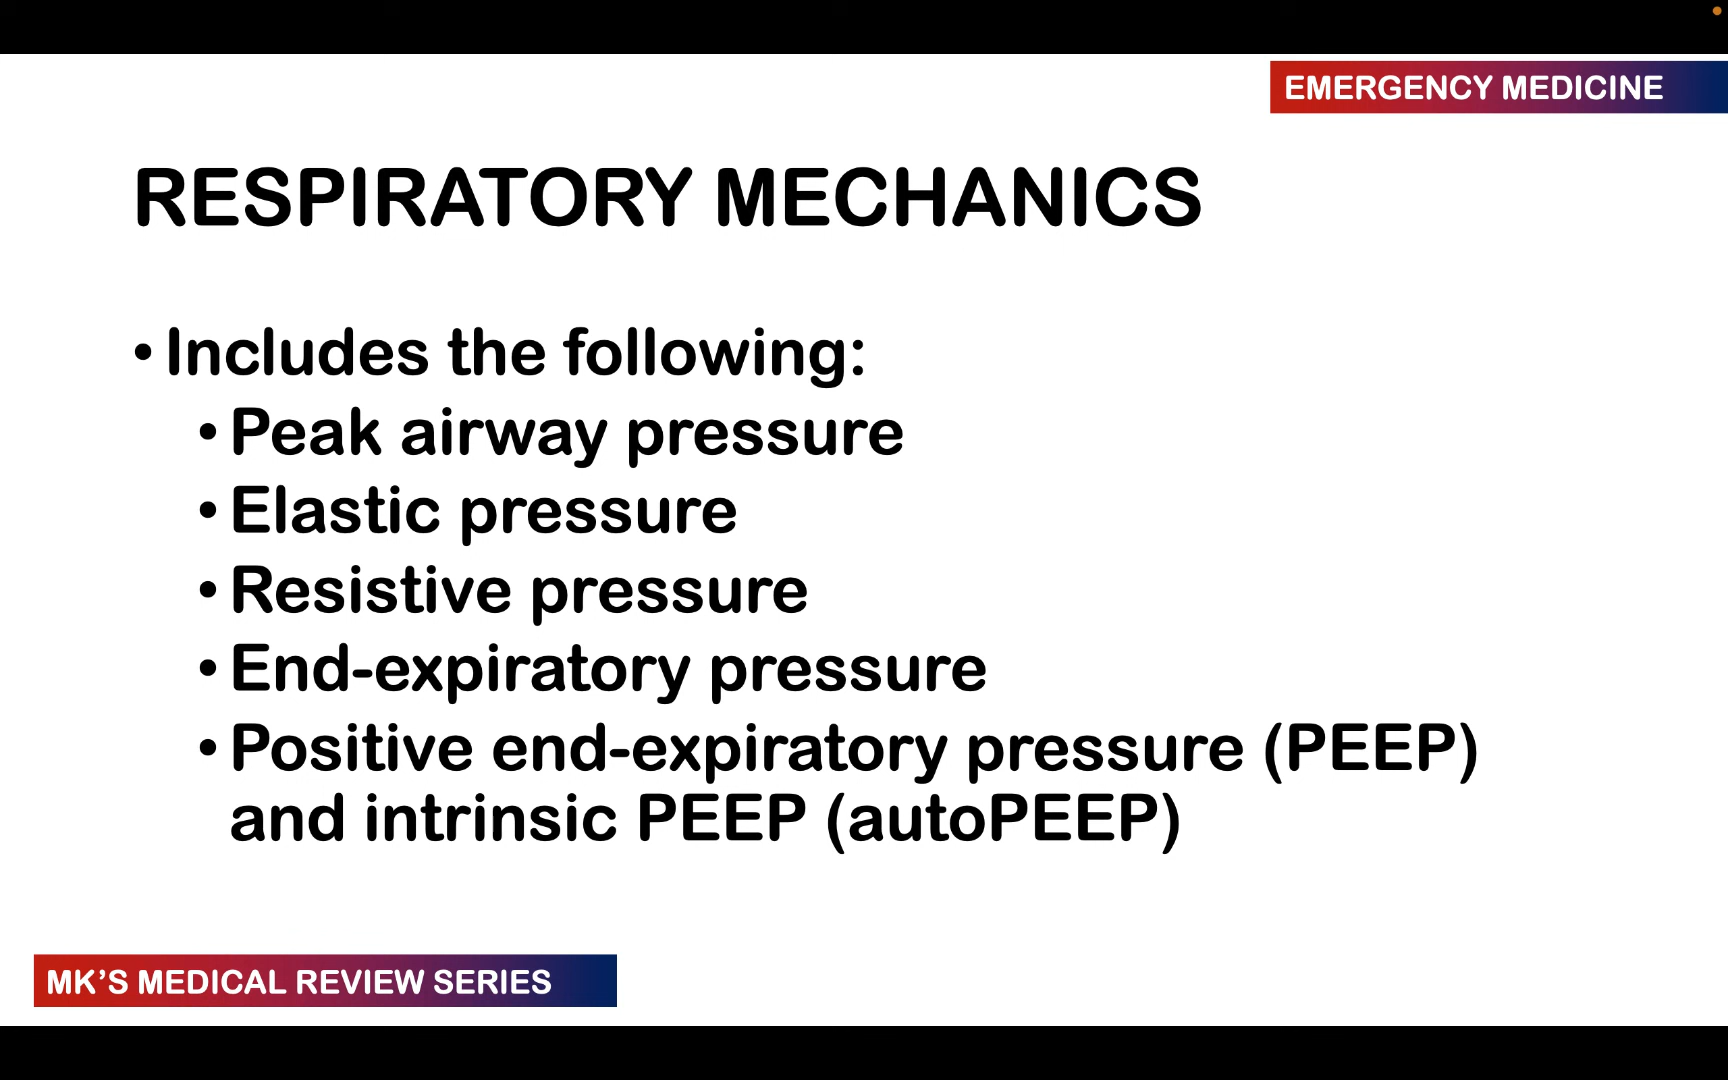 EMERGENCY MEDICINE
RESPIRATORY MECHANICS
• Includes the following:
• Peak airway pressure
• Elastic pressure
• Resistive pressure
• End-expiratory pressure
• Positive end-expiratory pressure (PEEP)
and intrinsic PEEP (autoPEEP)
MK’S MEDICAL REVIEW SERIES